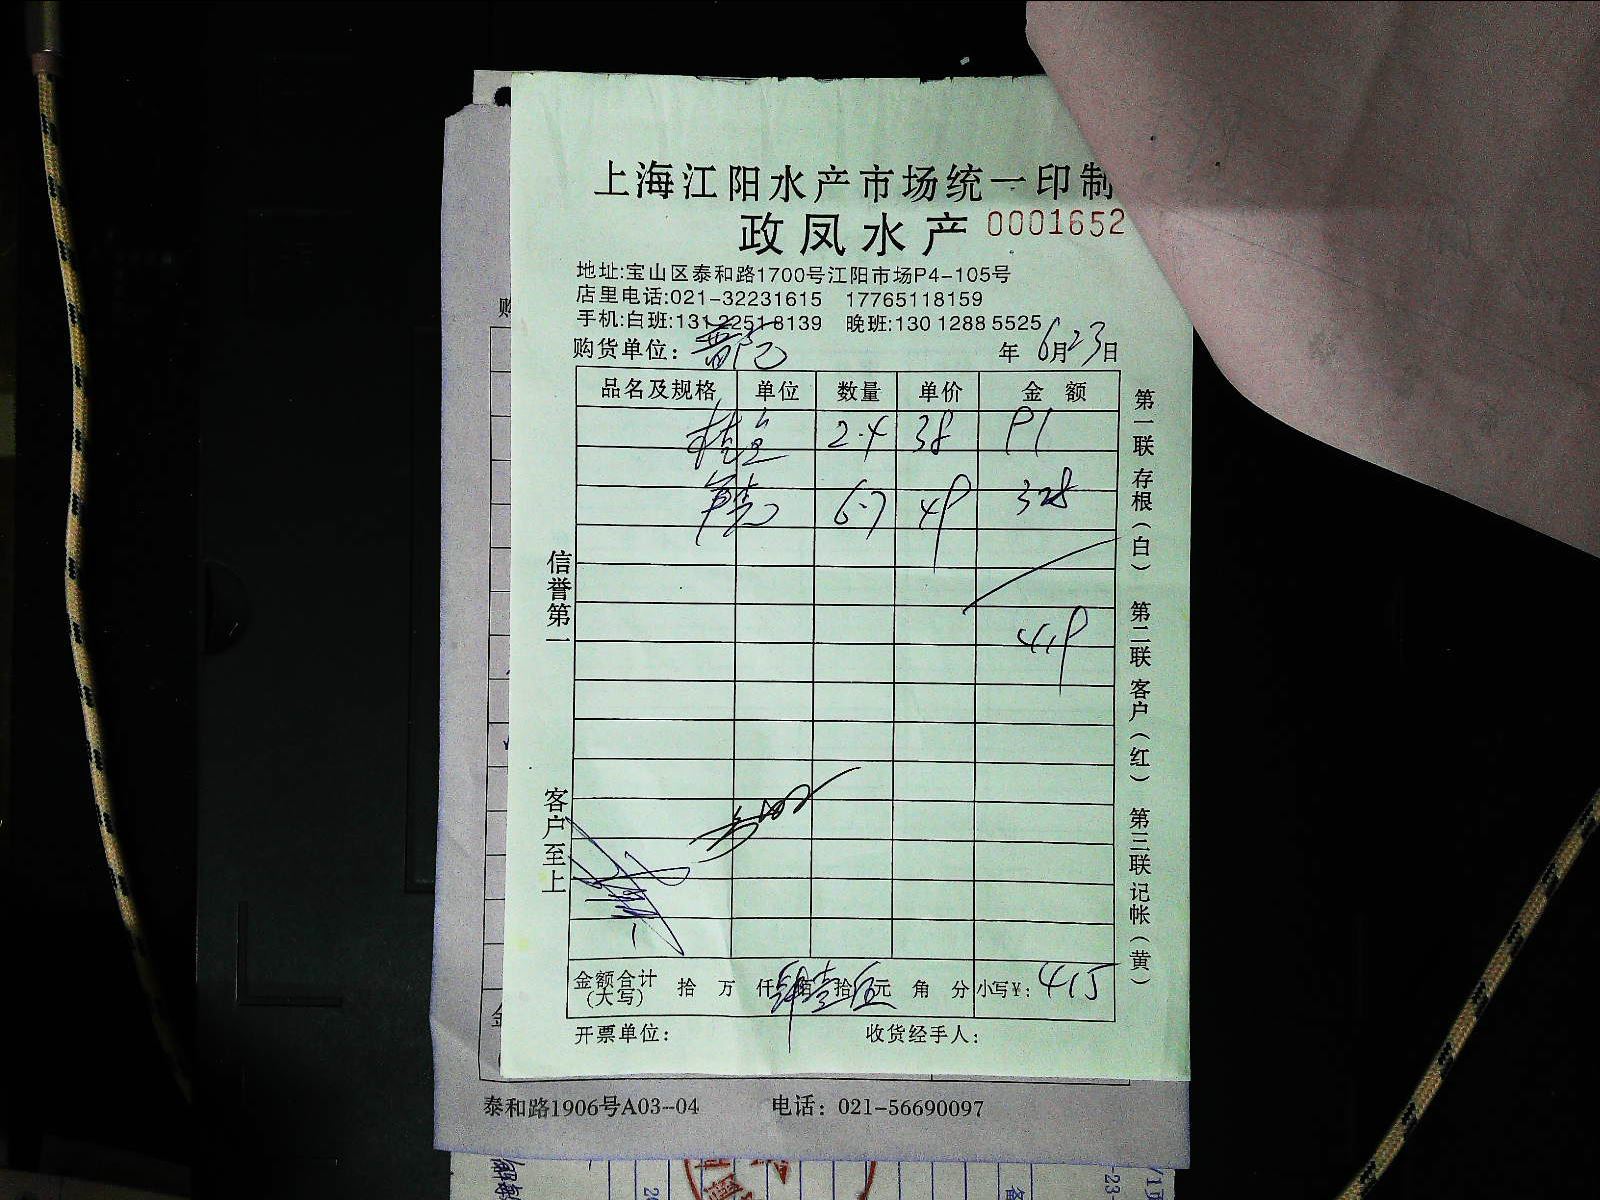 上海江阳水产市场统一印制
政凤水产 0001652
地址:宝山区泰和路1700号江阳市场P4-105号
店里电话:021-32231615 17765118159
手机:白班:131 2251 8139 晚班:130 1288 5525
购货单位:
年 6月23日
品名及规格 单位 数量 单价 金额
桂鱼 2.4 38 91
6.7 49 328
419
信誉第一
客户至上
第一联 存根(白) 第二联 客户(红) 第三联 记帐(黄)
金额合计(大写) 拾 万 仟 肆佰壹拾伍元 角 分 小写¥: 415
开票单位: 收货经手人:
泰和路1906号A03-04 电话: 021-56690097